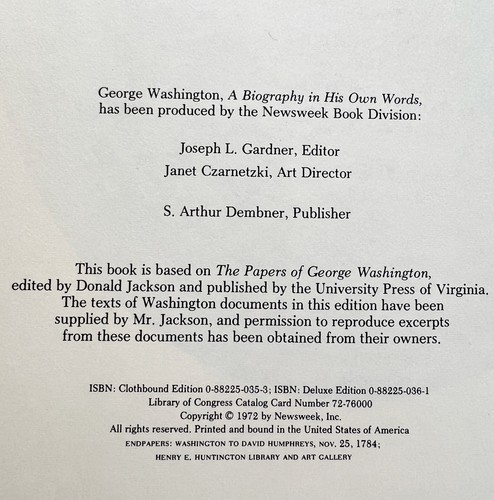 George Washington, A Biography in His Own Words,
has been produced by the Newsweek Book Division:
Joseph L. Gardner, Editor
Janet Czarnetzki, Art Director
S. Arthur Dembner, Publisher
This book is based on The Papers of George Washington,
edited by Donald Jackson and published by the University Press of Virginia.
The texts of Washington documents in this edition have been
supplied by Mr. Jackson, and permission to reproduce excerpts
from these documents has been obtained from their owners.
ISBN: Clothbound Edition 0-88225-035-3; ISBN: Deluxe Edition 0-88225-036-1
Library of Congress Catalog Card Number 72-76000
Copyright © 1972 by Newsweek, Inc.
All rights reserved. Printed and bound in the United States of America
ENDPAPERS: WASHINGTON TO DAVID HUMPHREYS, NOV. 25, 1784;
HENRY E. HUNTINGTON LIBRARY AND ART GALLERY